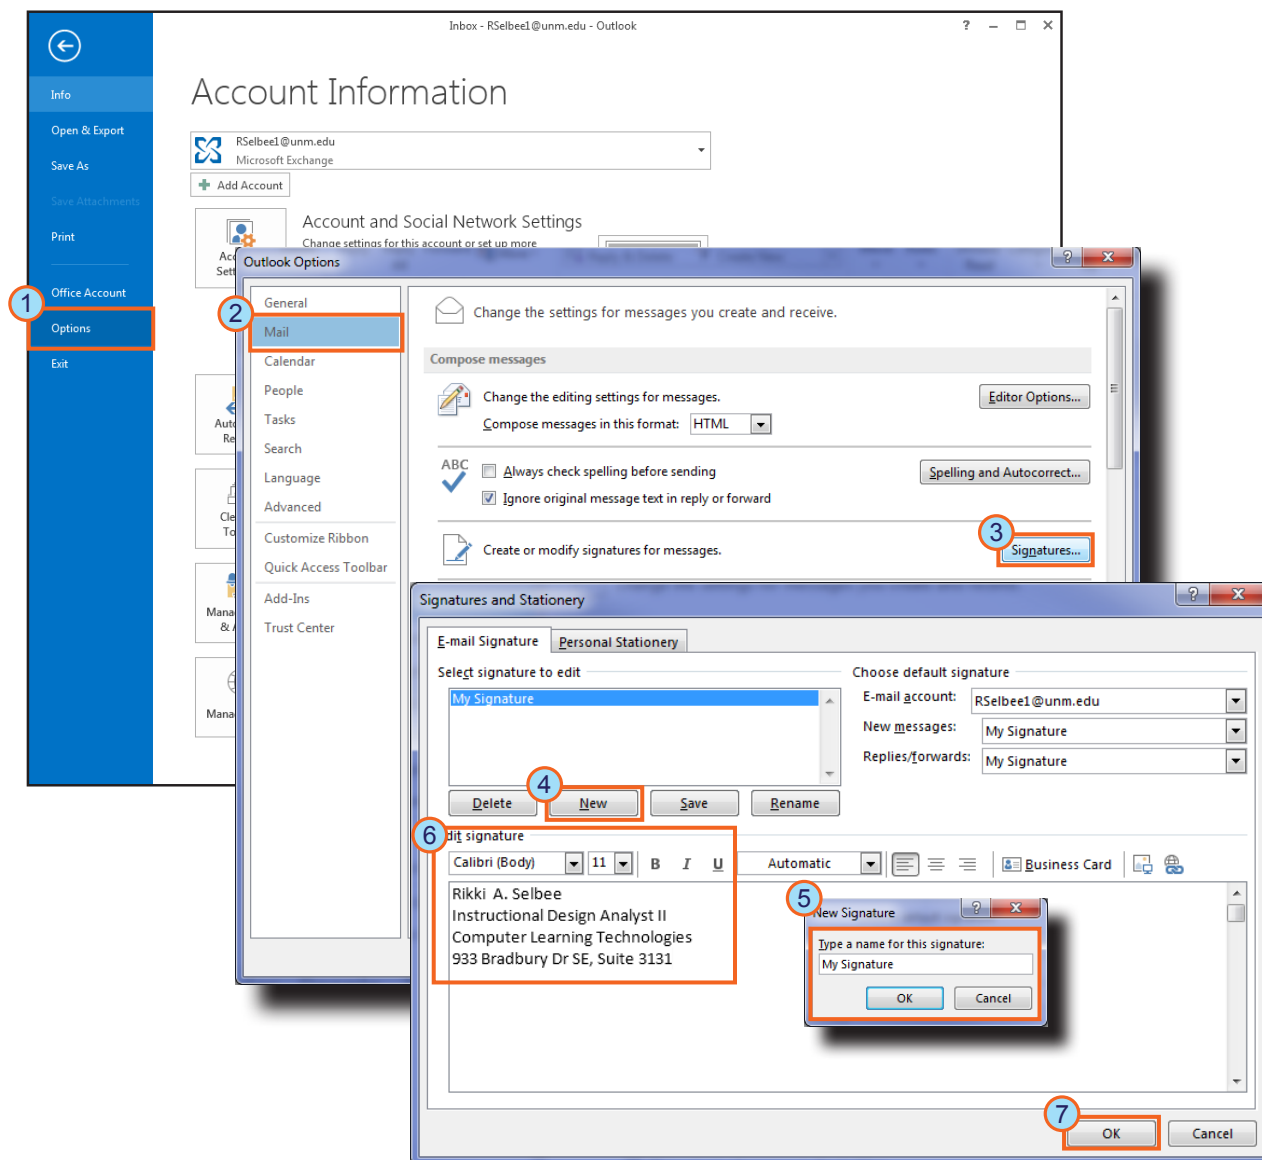 Inbox - RSelbee1@unm.edu - Outlook
?
Info
Open & Export
Save As
Save Attachments
Print
Office Account
1
Options
Exit
Account Information
RSelbee1@unm.edu
Microsoft Exchange
Add Account
Account and Social Network Settings
Change settings for this account or set up more
Outlook Options
?
General
2
Mail
Calendar
People
Tasks
Search
Language
Advanced
Customize Ribbon
Quick Access Toolbar
Add-Ins
Trust Center
Change the settings for messages you create and receive.
Compose messages
Change the editing settings for messages.
Editor Options...
Compose messages in this format: HTML
ABC
Always check spelling before sending
Spelling and Autocorrect...
Ignore original message text in reply or forward
3
Create or modify signatures for messages.
Signatures...
Signatures and Stationery
?
E-mail Signature
Personal Stationery
Select signature to edit
My Signature
Choose default signature
E-mail account: RSelbee1@unm.edu
New messages: My Signature
Replies/forwards: My Signature
4
Delete
New
Save
Rename
6
dit signature
Calibri (Body)
11
B I U
Automatic
Business Card
Rikki A. Selbee
Instructional Design Analyst II
Computer Learning Technologies
933 Bradbury Dr SE, Suite 3131
5
New Signature
?
Type a name for this signature:
My Signature
OK
Cancel
7
OK
Cancel